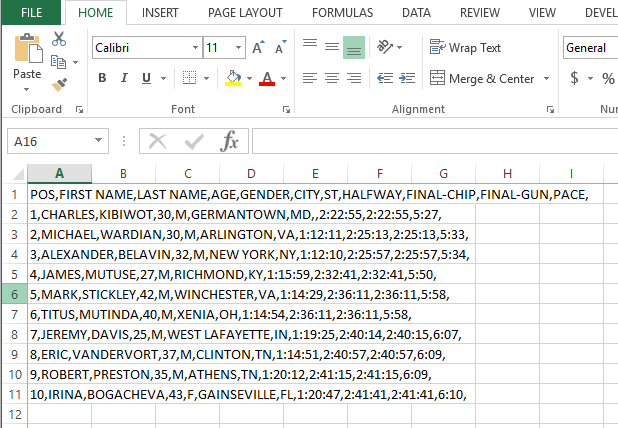 FILE HOME INSERT PAGE LAYOUT FORMULAS DATA REVIEW VIEW DEVEL
Calibri 11 A A Wrap Text General
Paste B I U A Merge & Center $ %
Clipboard Font Alignment Nu
A16 fx
A B C D E F G H I
1 POS,FIRST NAME,LAST NAME,AGE,GENDER,CITY,ST,HALFWAY,FINAL-CHIP,FINAL-GUN,PACE,
2 1,CHARLES,KIBIWOT,30,M,GERMANTOWN,MD,,2:22:55,2:22:55,5:27,
3 2,MICHAEL,WARDIAN,30,M,ARLINGTON,VA,1:12:11,2:25:13,2:25:13,5:33,
4 3,ALEXANDER,BELAVIN,32,M,NEW YORK,NY,1:12:10,2:25:57,2:25:57,5:34,
5 4,JAMES,MUTUSE,27,M,RICHMOND,KY,1:15:59,2:32:41,2:32:41,5:50,
6 5,MARK,STICKLEY,42,M,WINCHESTER,VA,1:14:29,2:36:11,2:36:11,5:58,
7 6,TITUS,MUTINDA,40,M,XENIA,OH,1:14:54,2:36:11,2:36:11,5:58,
8 7,JEREMY,DAVIS,25,M,WEST LAFAYETTE,IN,1:19:25,2:40:14,2:40:15,6:07,
9 8,ERIC,VANDERVORT,37,M,CLINTON,TN,1:14:51,2:40:57,2:40:57,6:09,
10 9,ROBERT,PRESTON,35,M,ATHENS,TN,1:20:12,2:41:15,2:41:15,6:09,
11 10,IRINA,BOGACHEVA,43,F,GAINSEVILLE,FL,1:20:47,2:41:41,2:41:41,6:10,
12